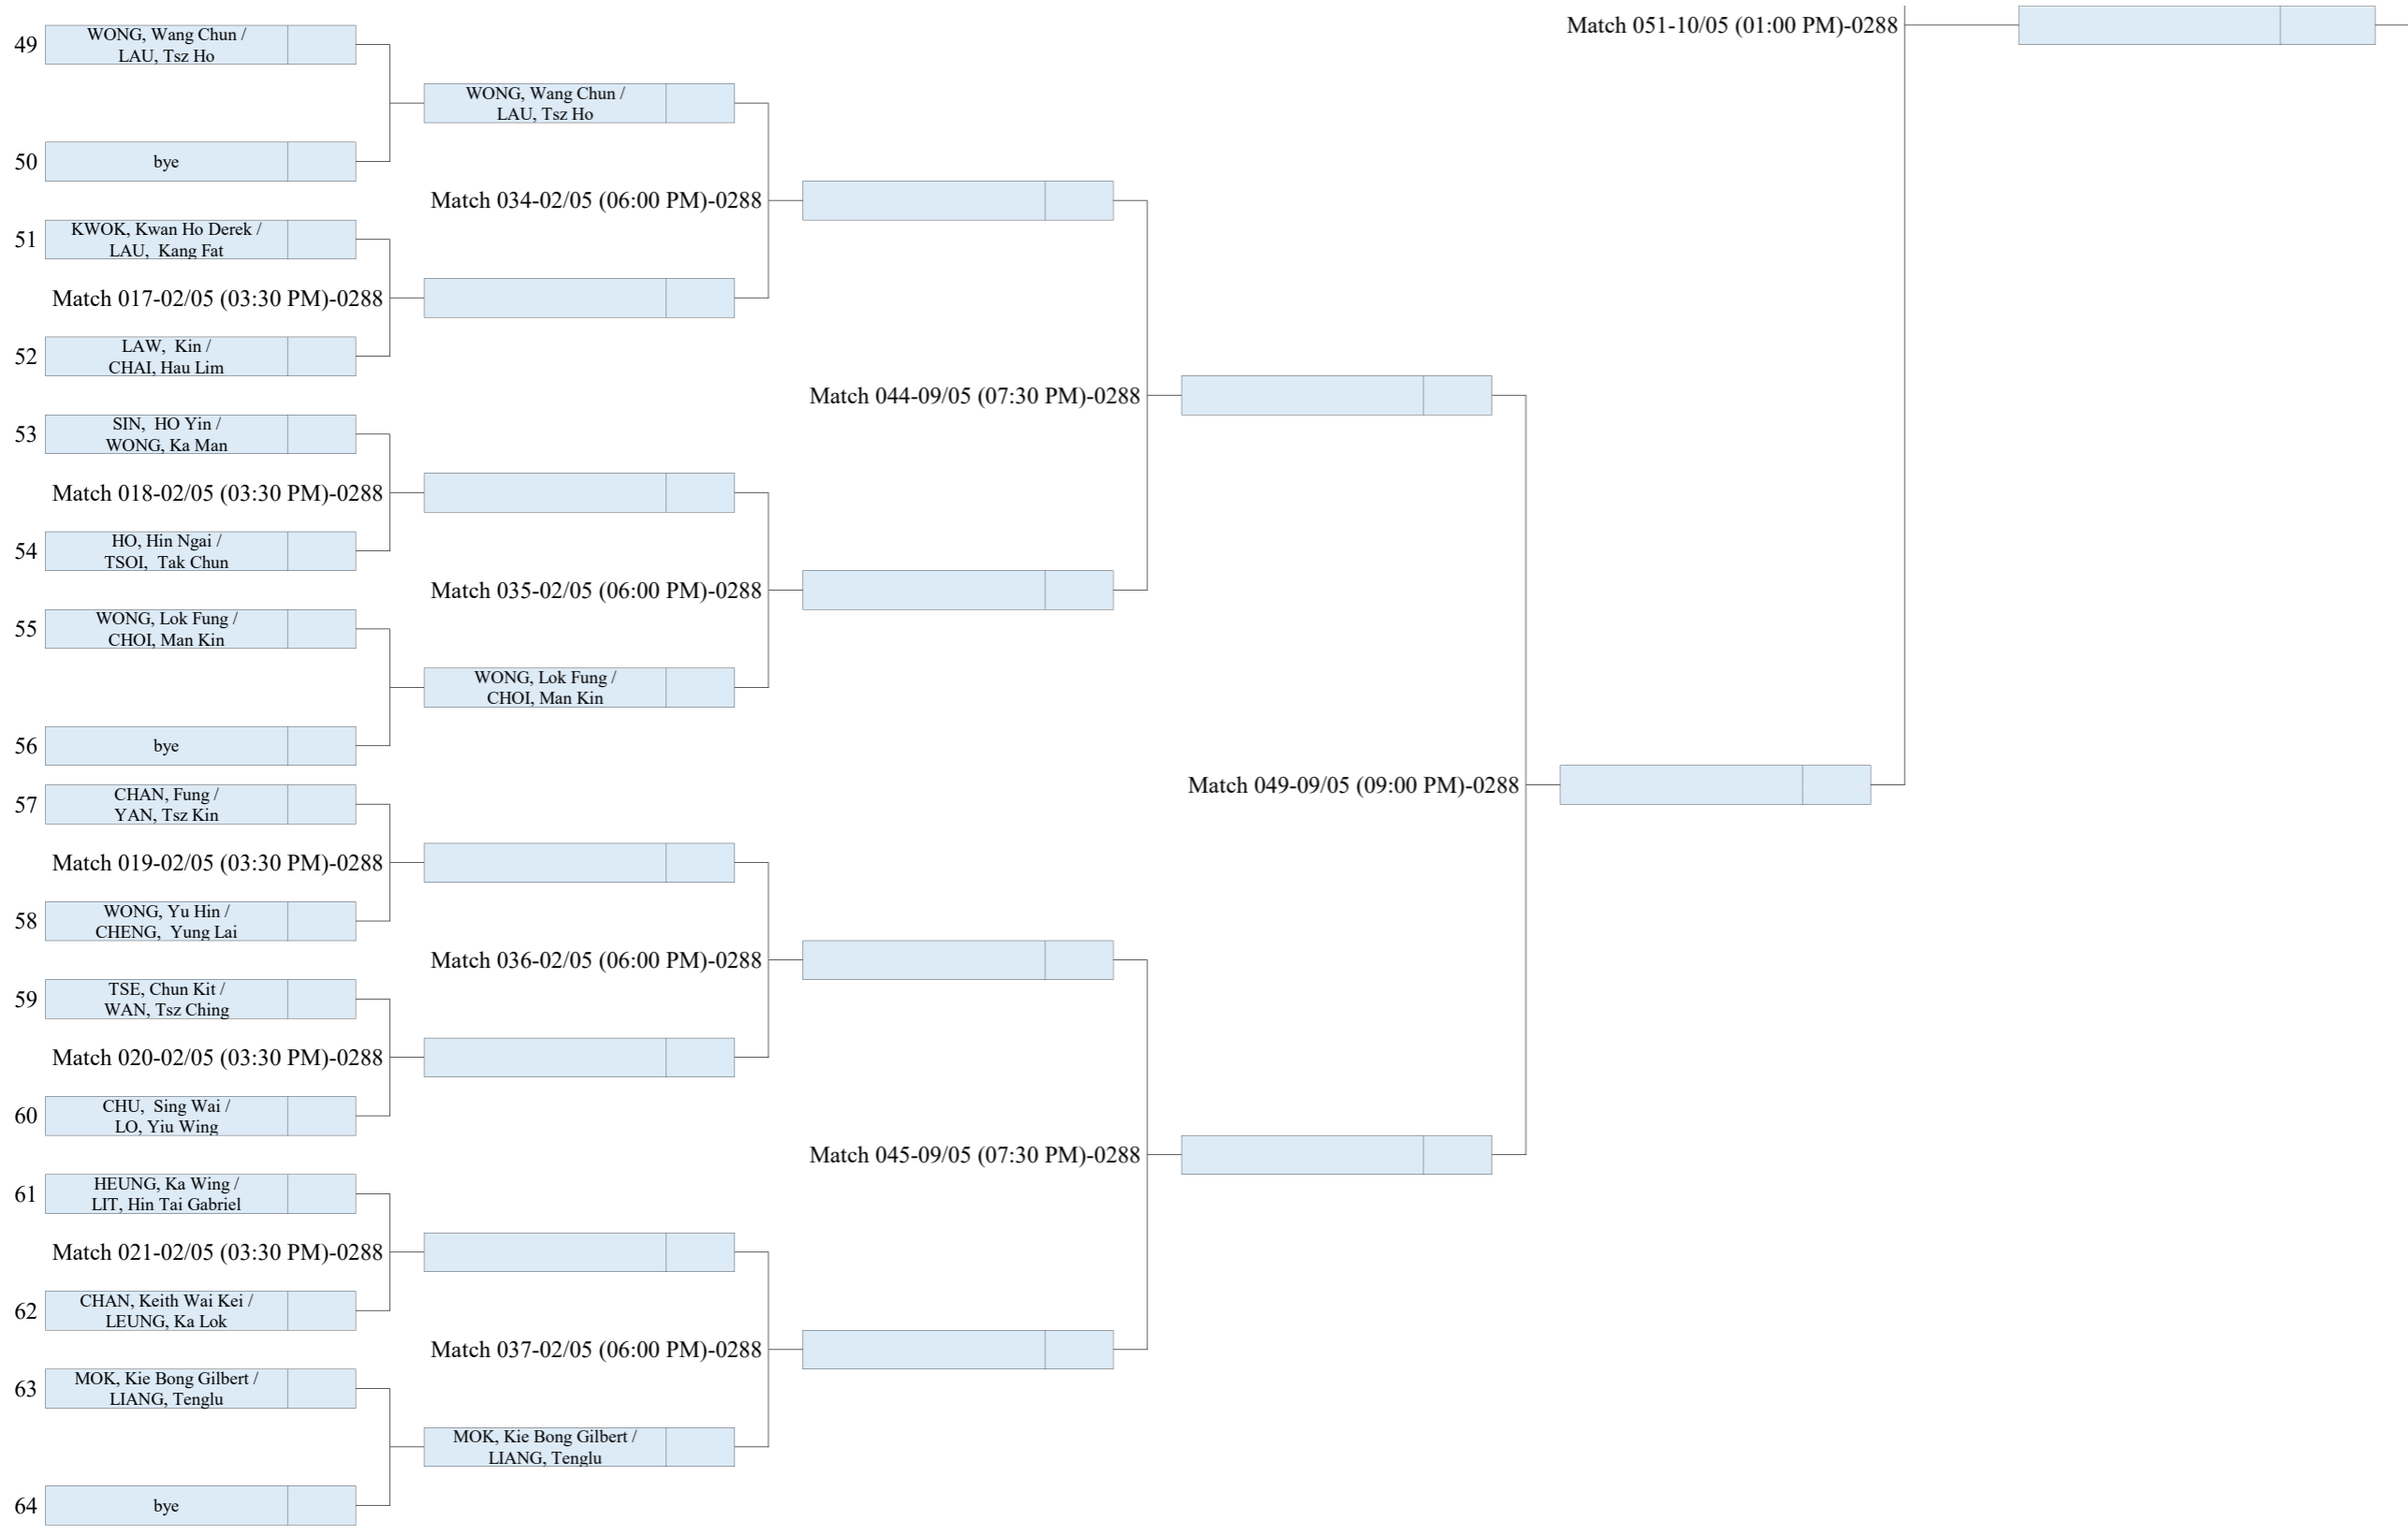 Match 051-10/05 (01:00 PM)-0288
49
WONG, Wang Chun /
LAU, Tsz Ho
WONG, Wang Chun /
LAU, Tsz Ho
50
bye
Match 034-02/05 (06:00 PM)-0288
51
KWOK, Kwan Ho Derek /
LAU,  Kang Fat
Match 017-02/05 (03:30 PM)-0288
52
LAW,  Kin /
CHAI, Hau Lim
Match 044-09/05 (07:30 PM)-0288
53
SIN,  HO Yin /
WONG, Ka Man
Match 018-02/05 (03:30 PM)-0288
54
HO, Hin Ngai /
TSOI,  Tak Chun
Match 035-02/05 (06:00 PM)-0288
55
WONG, Lok Fung /
CHOI, Man Kin
WONG, Lok Fung /
CHOI, Man Kin
56
bye
Match 049-09/05 (09:00 PM)-0288
57
CHAN, Fung /
YAN, Tsz Kin
Match 019-02/05 (03:30 PM)-0288
58
WONG, Yu Hin /
CHENG,  Yung Lai
Match 036-02/05 (06:00 PM)-0288
59
TSE, Chun Kit /
WAN, Tsz Ching
Match 020-02/05 (03:30 PM)-0288
60
CHU,  Sing Wai /
LO, Yiu Wing
Match 045-09/05 (07:30 PM)-0288
61
HEUNG, Ka Wing /
LIT, Hin Tai Gabriel
Match 021-02/05 (03:30 PM)-0288
62
CHAN, Keith Wai Kei /
LEUNG, Ka Lok
Match 037-02/05 (06:00 PM)-0288
63
MOK, Kie Bong Gilbert /
LIANG, Tenglu
MOK, Kie Bong Gilbert /
LIANG, Tenglu
64
bye